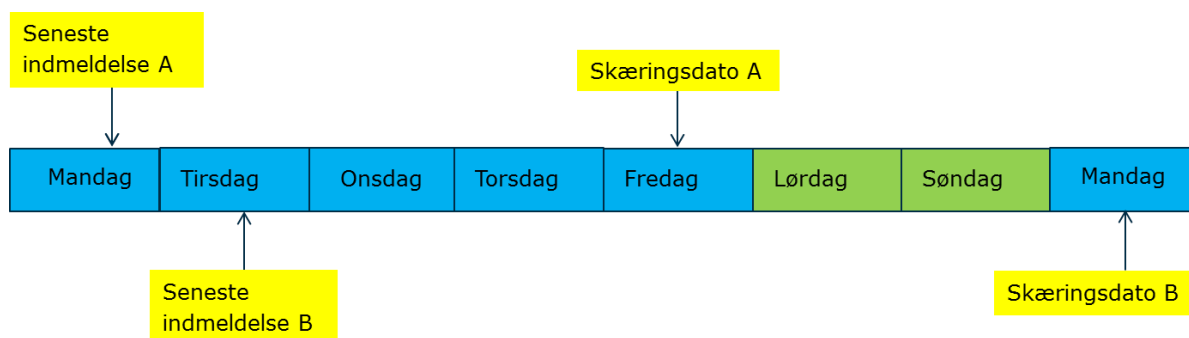 Seneste
indmeldelse A
Skæringsdato A
Mandag Tirsdag Onsdag Torsdag Fredag Lørdag Søndag Mandag
Seneste
indmeldelse B
Skæringsdato B